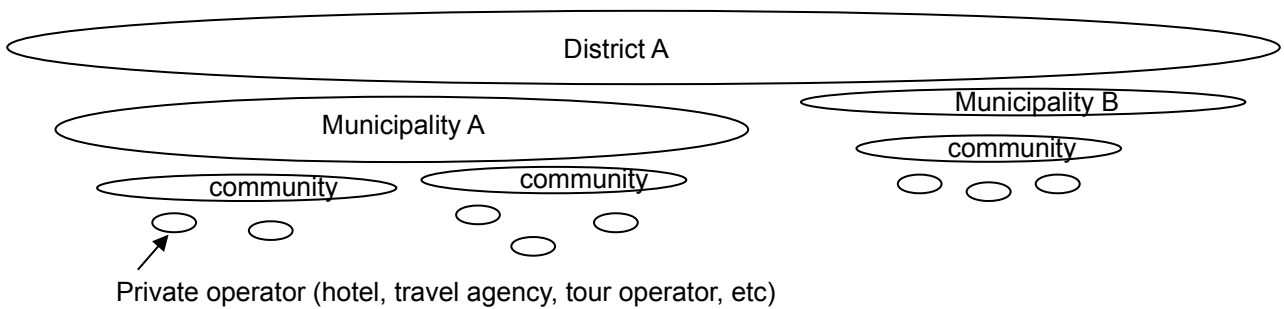 District A
Municipality B
Municipality A
community
community
community
Private operator (hotel, travel agency, tour operator, etc)